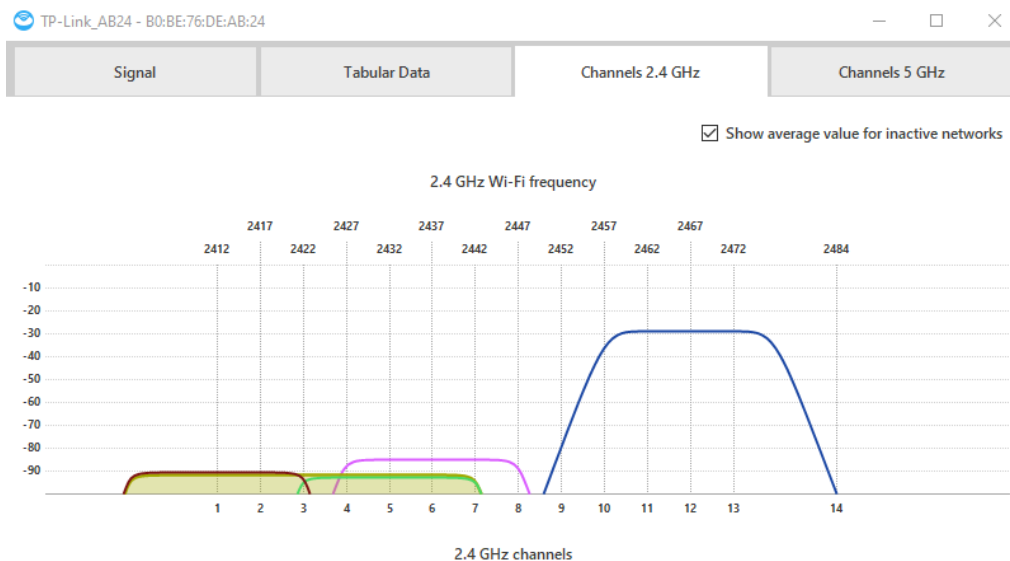 TP-Link_AB24 - B0:BE:76:DE:AB:24
Signal Tabular Data Channels 2.4 GHz Channels 5 GHz
Show average value for inactive networks
2.4 GHz Wi-Fi frequency
2417 2427 2437 2447 2457 2467
2412 2422 2432 2442 2452 2462 2472 2484
-10
-20
-30
-40
-50
-60
-70
-80
-90
1 2 3 4 5 6 7 8 9 10 11 12 13 14
2.4 GHz channels